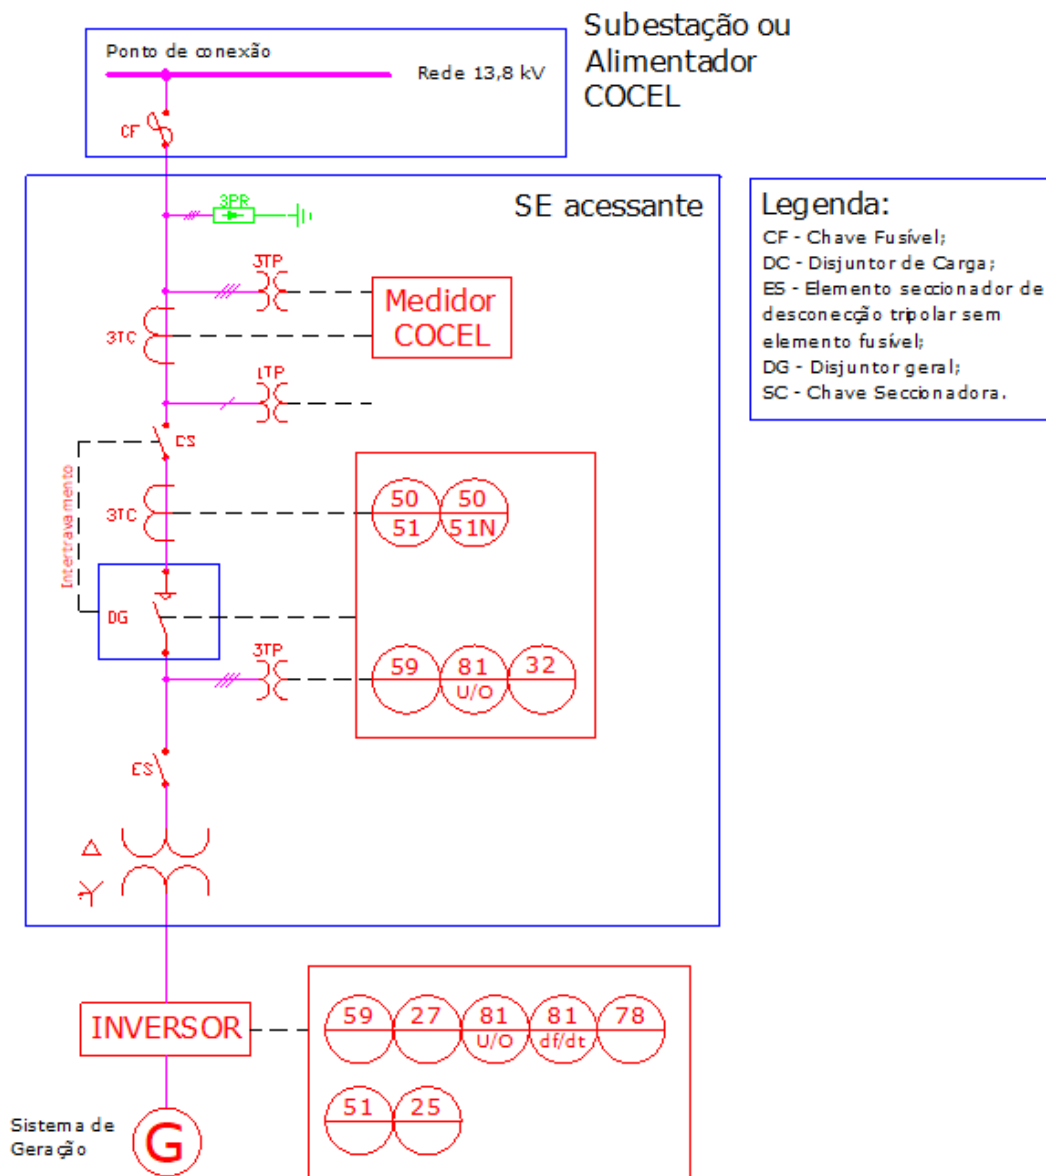 Subestação ou
Alimentador
COCEL
Ponto de conexão
Rede 13,8 kV
CF
SE acessante
3PR
3TP
Medidor
COCEL
3TC
1TP
CS
Intertravamento
3TC
50
51
50
51N
DG
3TP
59
81
U/O
32
ES
Legenda:
CF - Chave Fusível;
DC - Disjuntor de Carga;
ES - Elemento seccionador de
desconecção tripolar sem
elemento fusível;
DG - Disjuntor geral;
SC - Chave Seccionadora.
INVERSOR
59
27
81
U/O
81
df/dt
78
51
25
Sistema de
Geração
G